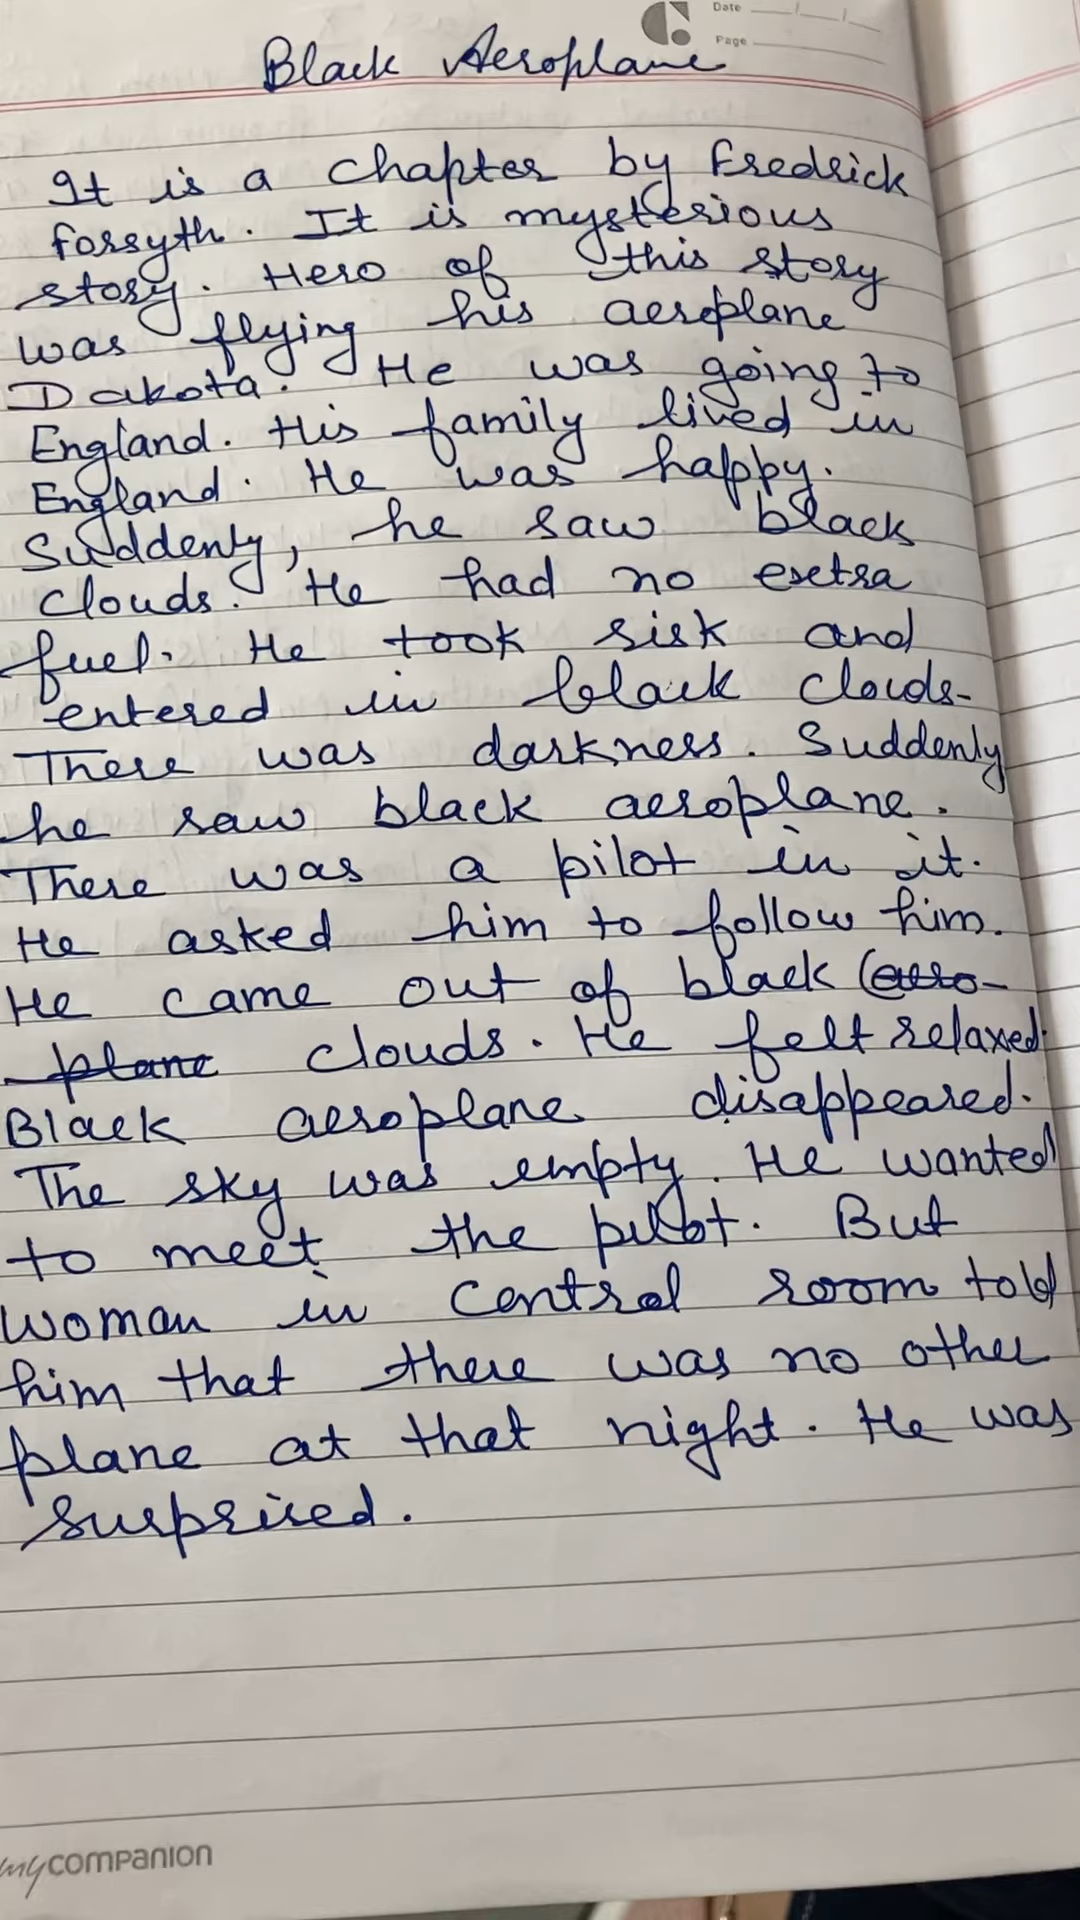 Date
Page
Black Aeroplane
It is a chapter by Fredrick
Forsyth. It is mysterious
story. Hero of this story
was flying his aeroplane
Dakota. He was going to
England. His family lived in
England. He was happy.
Suddenly, he saw black
clouds. He had no extra
fuel. He took risk and
entered in black clouds.
There was darkness. Suddenly
he saw black aeroplane.
There was a pilot in it.
He asked him to follow him.
He came out of black (aero-
plane clouds. He felt relaxed.
Black aeroplane disappeared.
The sky was empty. He wanted
to meet the pilot. But
woman in control room told
him that there was no other
plane at that night. He was
surprised.
mycompanion